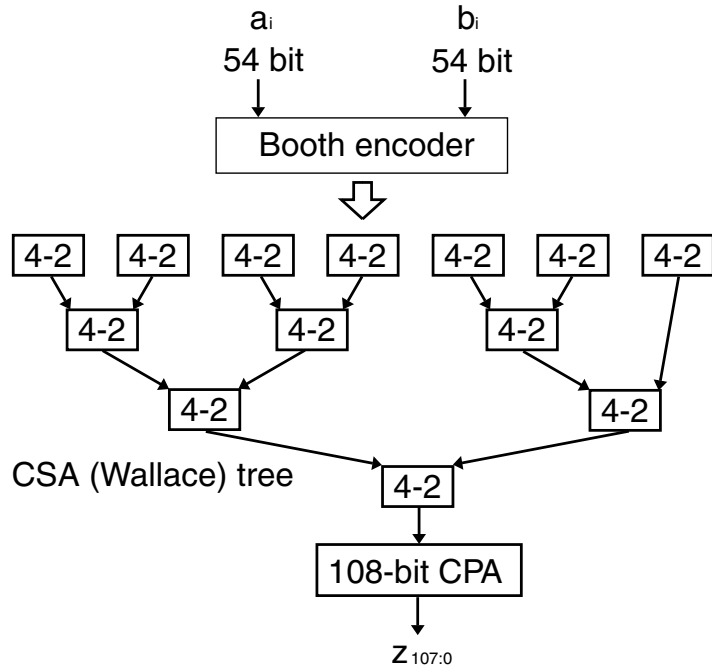 aᵢ bᵢ
54 bit 54 bit
Booth encoder
4-2 4-2 4-2 4-2 4-2 4-2 4-2
4-2 4-2 4-2
4-2 4-2
CSA (Wallace) tree
4-2
108-bit CPA
z107:0